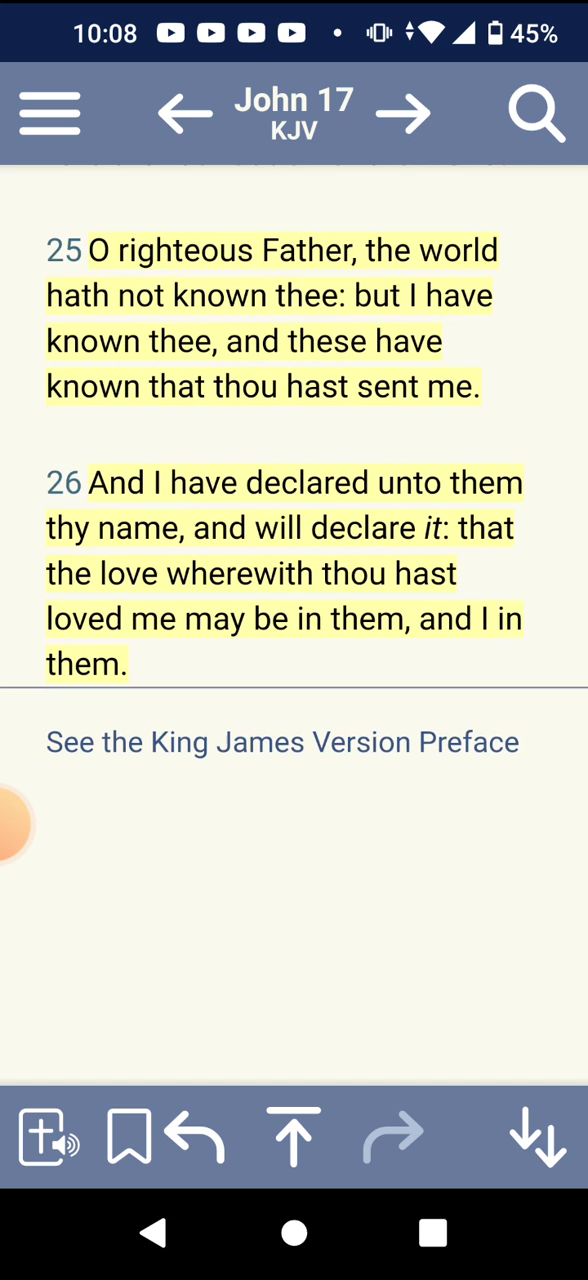 10:08 45%
John 17
KJV
25 O righteous Father, the world
hath not known thee: but I have
known thee, and these have
known that thou hast sent me.
26 And I have declared unto them
thy name, and will declare it: that
the love wherewith thou hast
loved me may be in them, and I in
them.
See the King James Version Preface